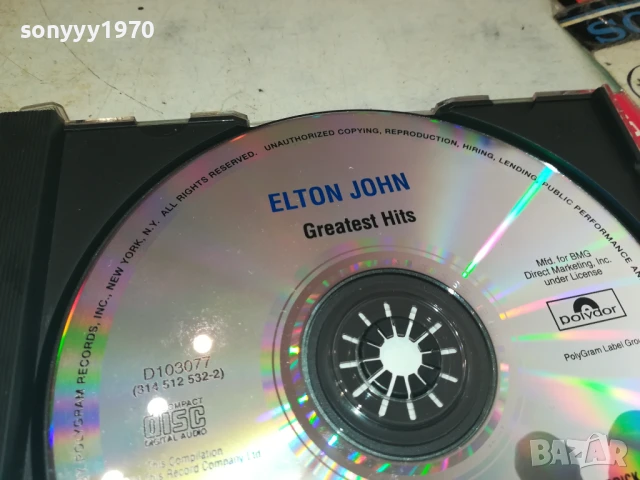 sonyyy1970
POLYGRAM RECORDS, INC., NEW YORK, N.Y. ALL RIGHTS RESERVED. UNAUTHORIZED COPYING, REPRODUCTION, HIRING, LENDING, PUBLIC PERFORMANCE
ELTON JOHN
Greatest Hits
Mfd. for BMG
Direct Marketing, Inc.
under License
polydor
PolyGram Label
D103077
(314 512 532-2)
COMPACT
DISC
DIGITAL AUDIO
This Compilation
Record Company Ltd
BAZAR